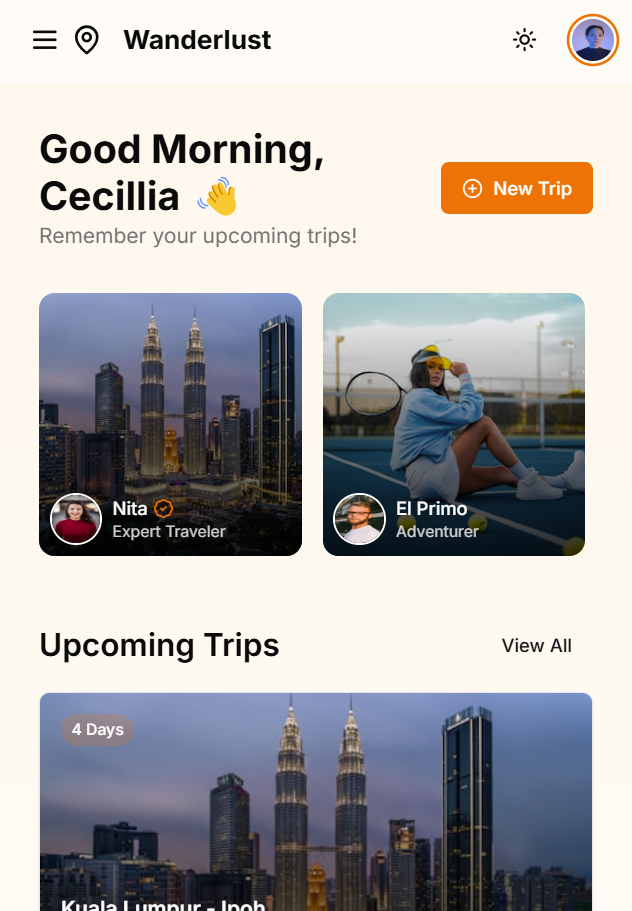 Wanderlust
Good Morning,
Cecillia 👋
New Trip
Remember your upcoming trips!
Nita
Expert Traveler
El Primo
Adventurer
Upcoming Trips
View All
4 Days
Kuala Lumpur - Ipoh